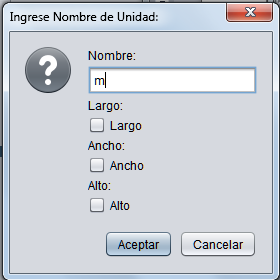 Ingrese Nombre de Unidad:
Nombre:
m
Largo:
Largo
Ancho:
Ancho
Alto:
Alto
Aceptar Cancelar